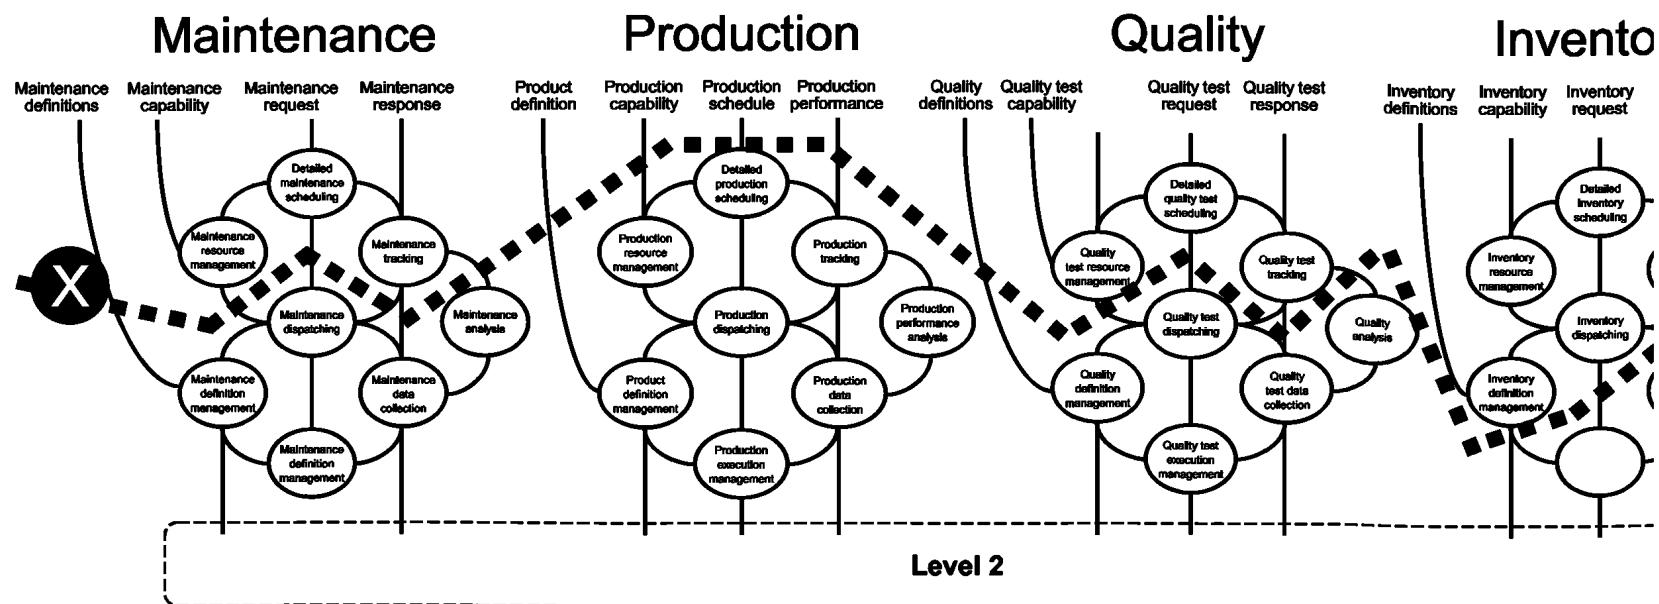 Maintenance
Production
Quality
Invento
Maintenance
definitions
Maintenance
capability
Maintenance
request
Maintenance
response
Product
definition
Production
capability
Production
schedule
Production
performance
Quality
definitions
Quality test
capability
Quality test
request
Quality test
response
Inventory
definitions
Inventory
capability
Inventory
request
Detailed
maintenance
scheduling
Maintenance
resource
management
Maintenance
tracking
X
Maintenance
dispatching
Maintenance
analysis
Maintenance
definition
management
Maintenance
data
collection
Maintenance
definition
management
Detailed
production
scheduling
Production
resource
management
Production
tracking
Production
dispatching
Production
performance
analysis
Product
definition
management
Production
data
collection
Production
execution
management
Detailed
quality test
scheduling
Quality
test resource
management
Quality test
tracking
Quality test
dispatching
Quality
analysis
Quality
definition
management
Quality
test data
collection
Quality test
execution
management
Detailed
inventory
scheduling
Inventory
resource
management
Inventory
dispatching
Inventory
definition
management
Level 2